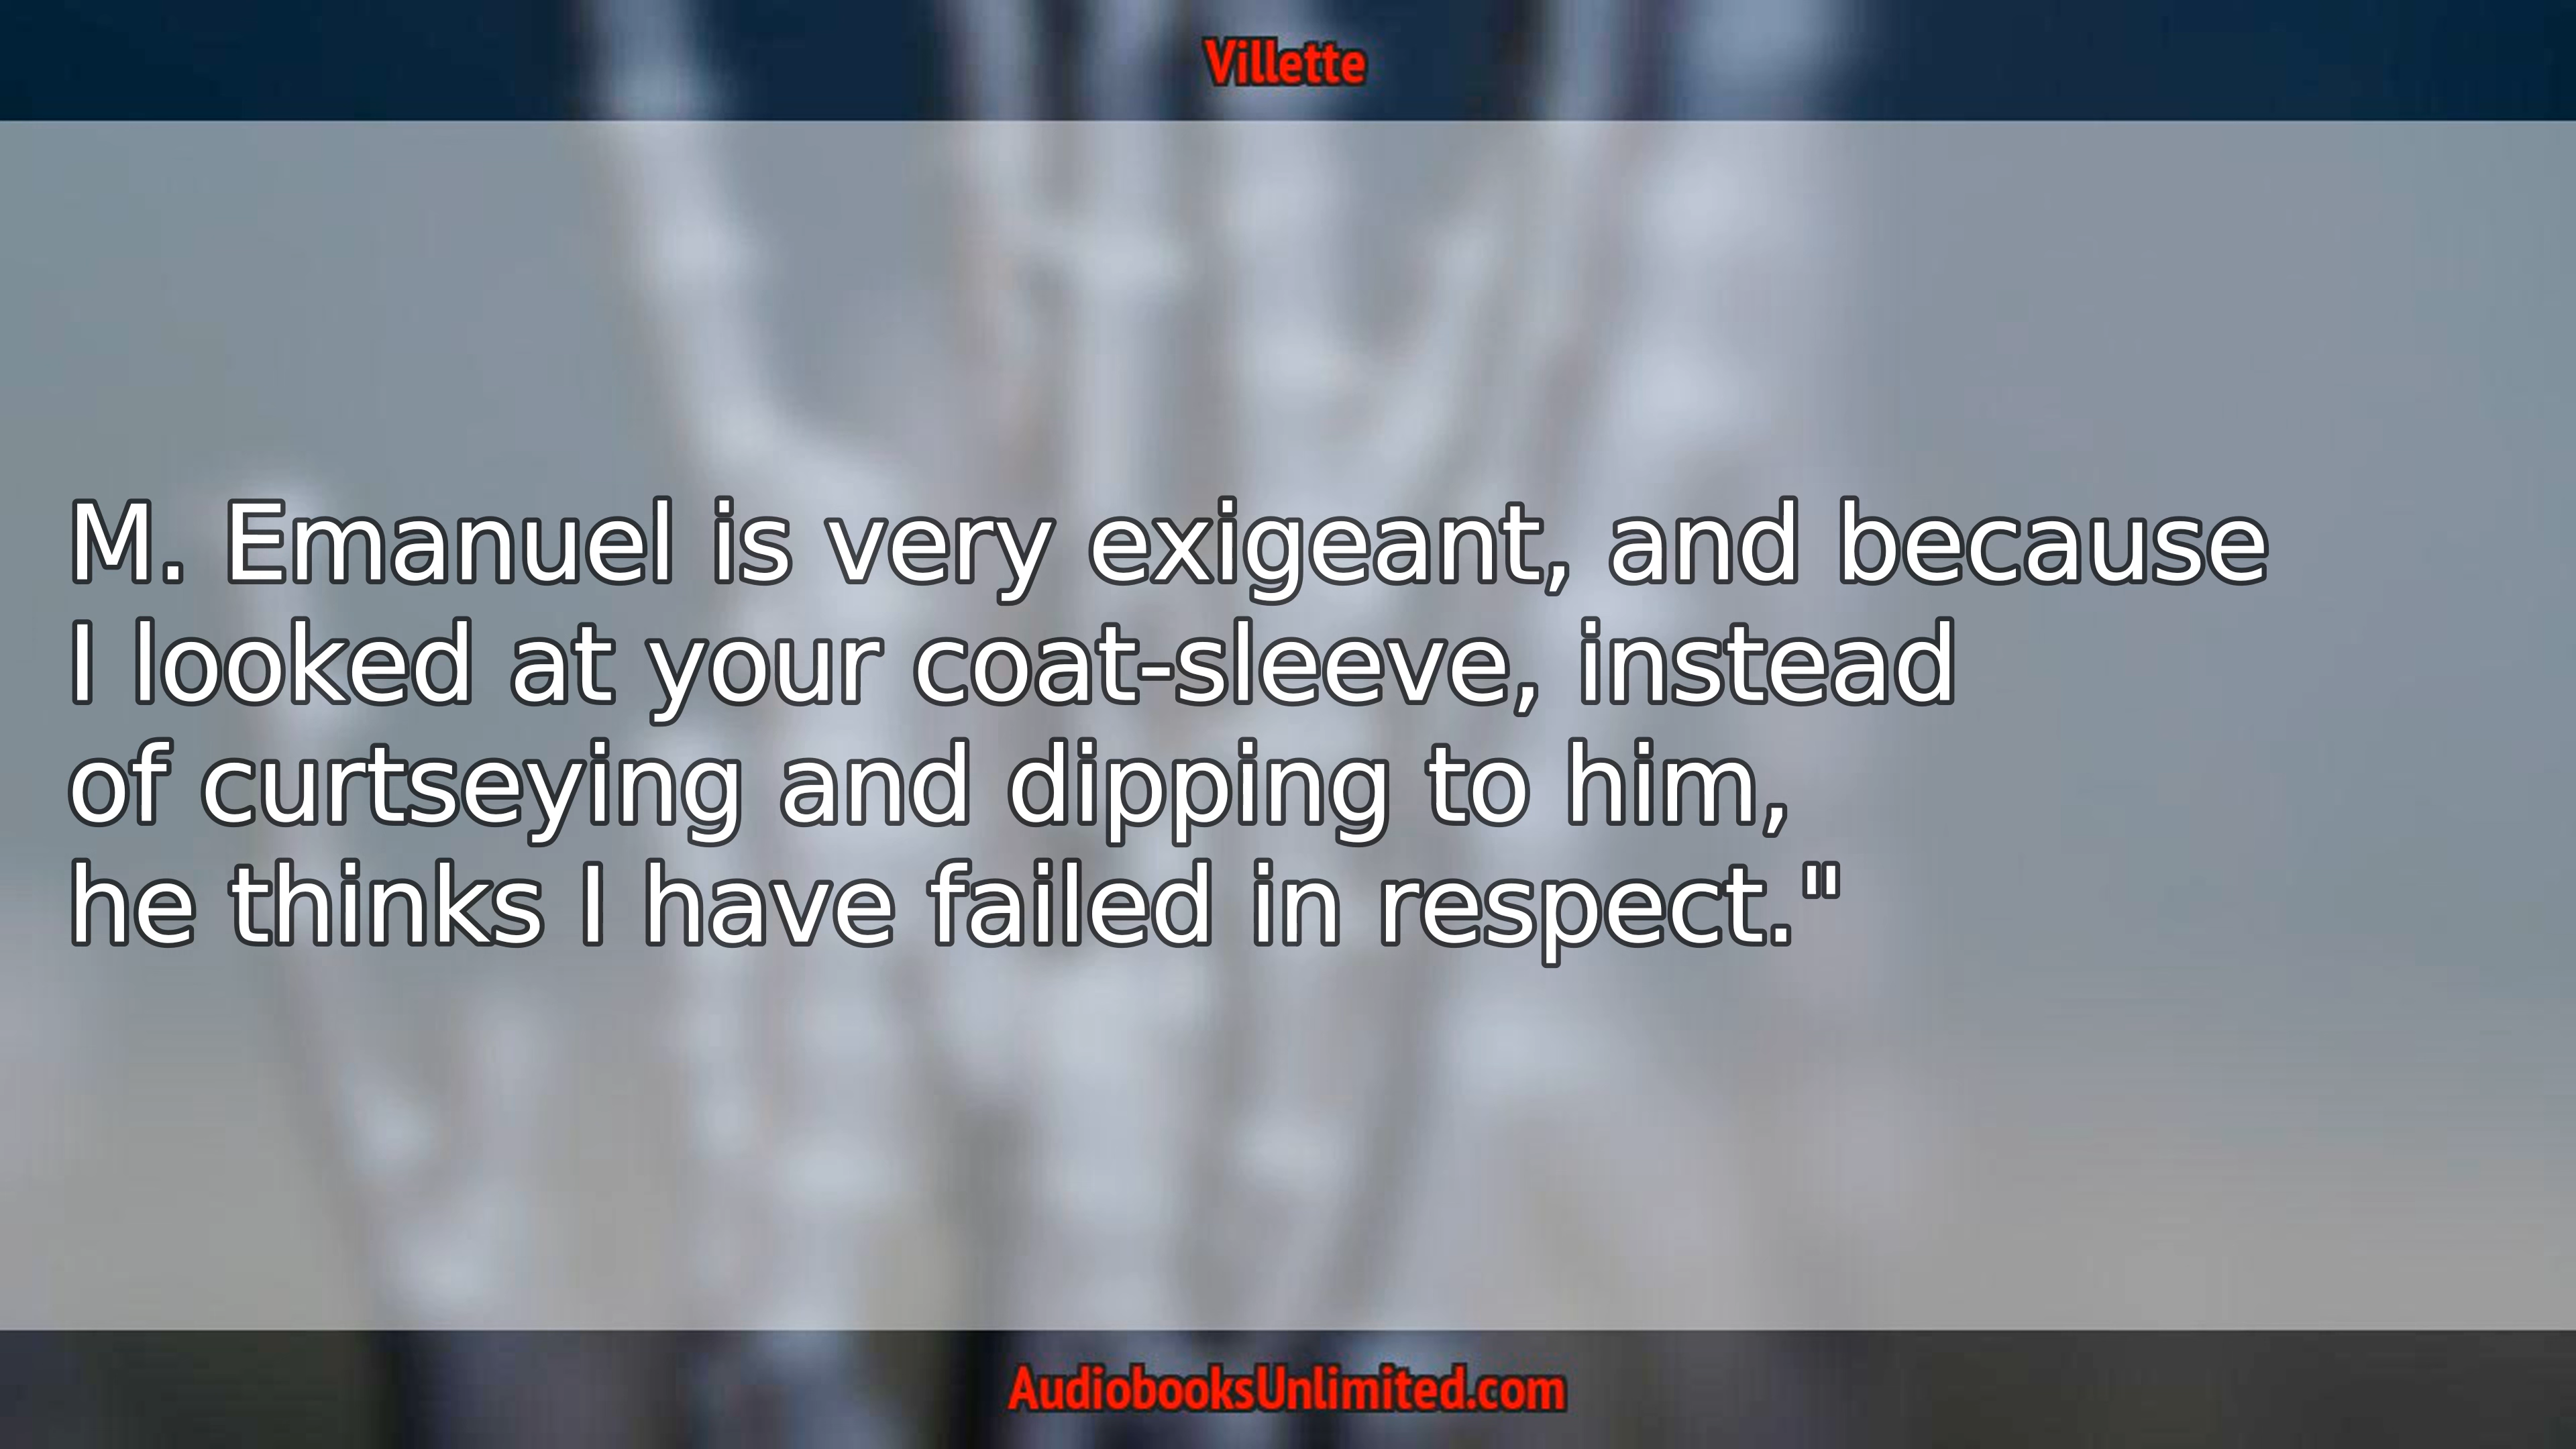 Villette
M. Emanuel is very exigeant, and because
I looked at your coat-sleeve, instead
of curtseying and dipping to him,
he thinks I have failed in respect."
AudiobooksUnlimited.com